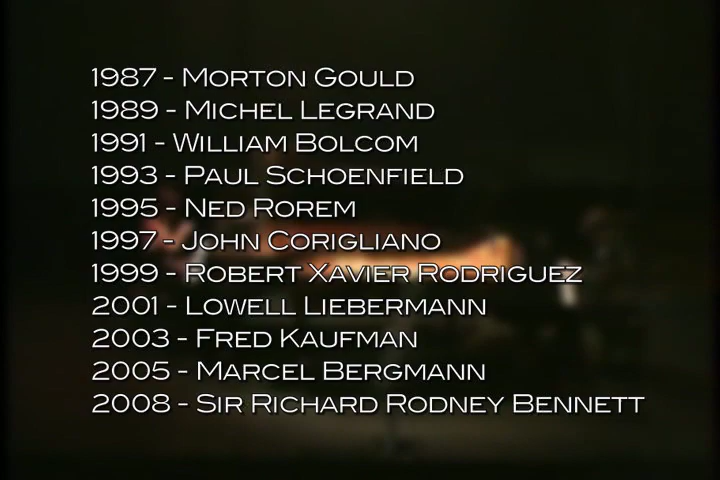 1987 - Morton Gould
1989 - Michel Legrand
1991 - William Bolcom
1993 - Paul Schoenfield
1995 - Ned Rorem
1997 - John Corigliano
1999 - Robert Xavier Rodriguez
2001 - Lowell Liebermann
2003 - Fred Kaufman
2005 - Marcel Bergmann
2008 - Sir Richard Rodney Bennett